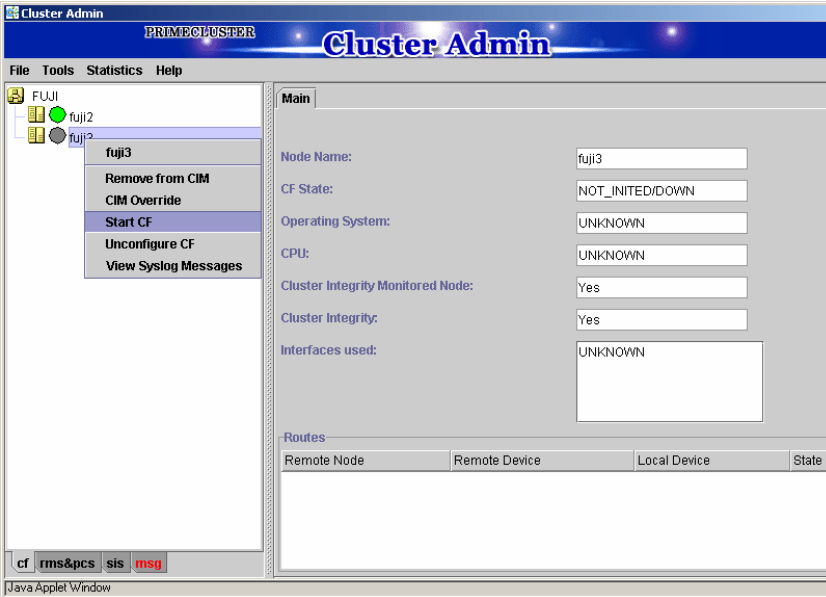 Cluster Admin
PRIMECLUSTER
Cluster Admin
File Tools Statistics Help
FUJI
fuji2
fuji3
fuji3
Remove from CIM
CIM Override
Start CF
Unconfigure CF
View Syslog Messages
Main
Node Name: fuji3
CF State: NOT_INITED/DOWN
Operating System: UNKNOWN
CPU: UNKNOWN
Cluster Integrity Monitored Node: Yes
Cluster Integrity: Yes
Interfaces used: UNKNOWN
Routes
Remote Node Remote Device Local Device State
cf rms&pcs sis msg
Java Applet Window